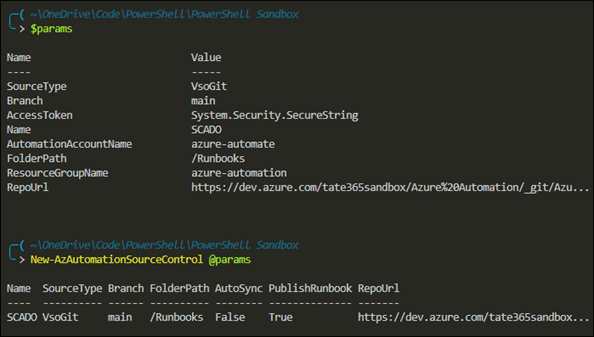 ~\OneDrive\Code\PowerShell\PowerShell Sandbox
> $params
Name Value
---- -----
SourceType VsoGit
Branch main
AccessToken System.Security.SecureString
Name SCADO
AutomationAccountName azure-automate
FolderPath /Runbooks
ResourceGroupName azure-automation
RepoUrl https://dev.azure.com/tate365sandbox/Azure%20Automation/_git/Azu...
~\OneDrive\Code\PowerShell\PowerShell Sandbox
> New-AzAutomationSourceControl @params
Name SourceType Branch FolderPath AutoSync PublishRunbook RepoUrl
---- ---------- ------ ---------- -------- -------------- -------
SCADO VsoGit main /Runbooks False True https://dev.azure.com/tate365sandbox...